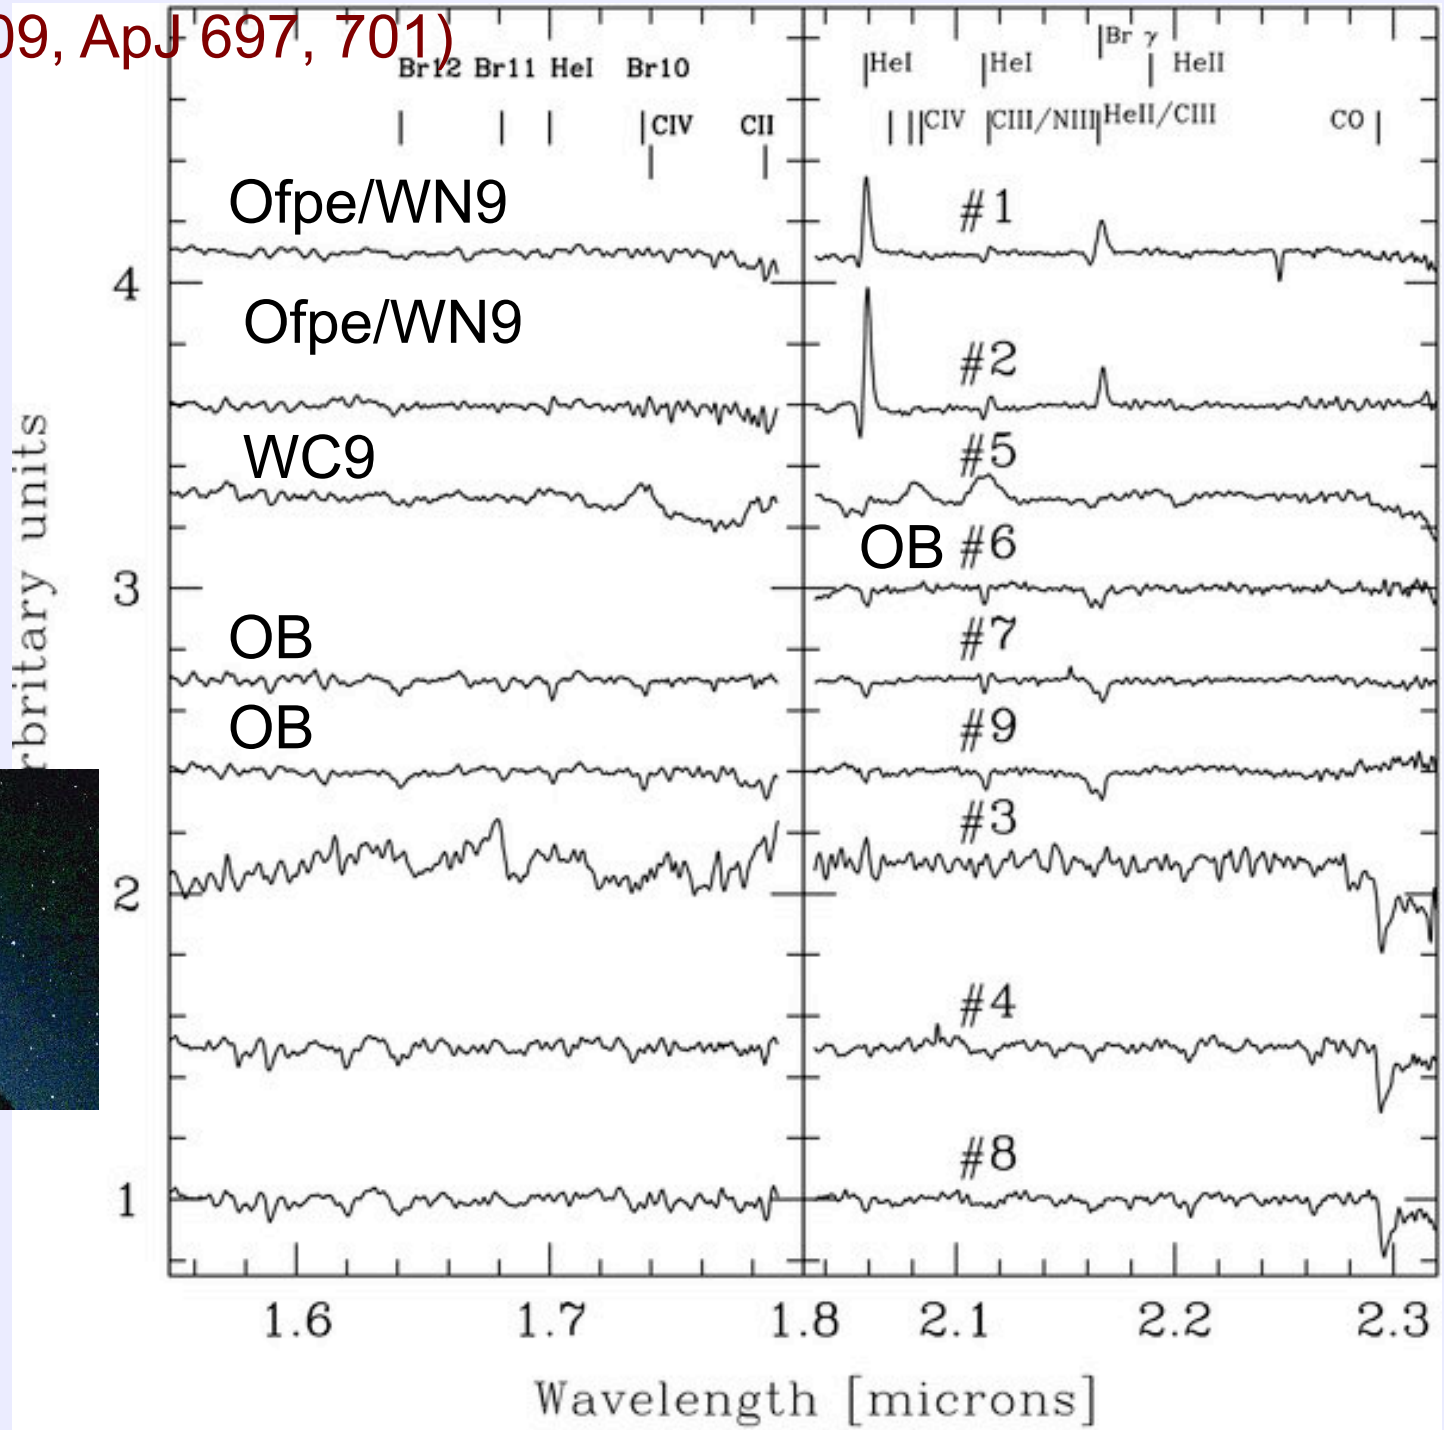 09, ApJ 697, 701)
Br12 Br11 HeI Br10
CIV CII
HeI HeI Br γ HeII
CIV CIII/NIII HeII/CIII CO
Ofpe/WN9 #1
4
Ofpe/WN9
#2
WC9 #5
OB #6
3
OB #7
OB #9
#3
2
#4
#8
1
1.6 1.7 1.8 2.1 2.2 2.3
Wavelength [microns]
rbritary units